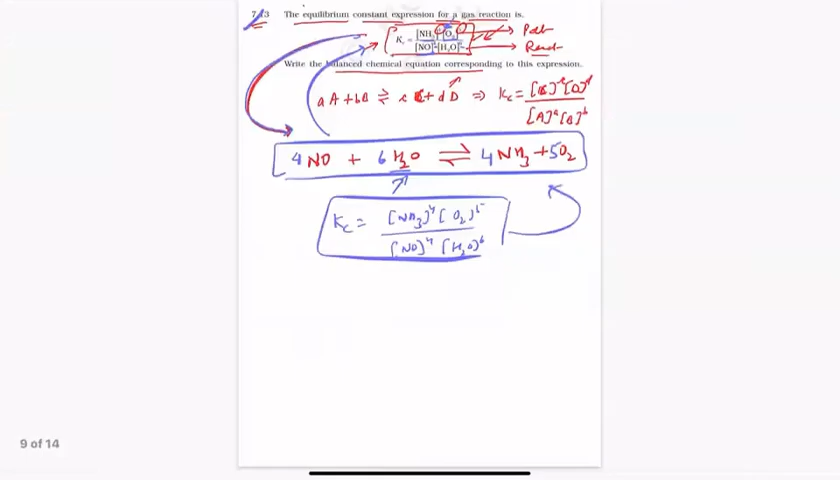 7.13 The equilibrium constant expression for a gas reaction is,
Kc = [NH3]4 [O2]5 → Pdt
[NO]4 [H2O]6 → React
Write the balanced chemical equation corresponding to this expression.
aA + bB ⇌ cC + dD ⇒ Kc = [C]^c [D]^d
[A]^a [B]^b
4NO + 6H2O ⇌ 4NH3 + 5O2
Kc = [NH3]^4 [O2]^5
[NO]^4 [H2O]^6
9 of 14